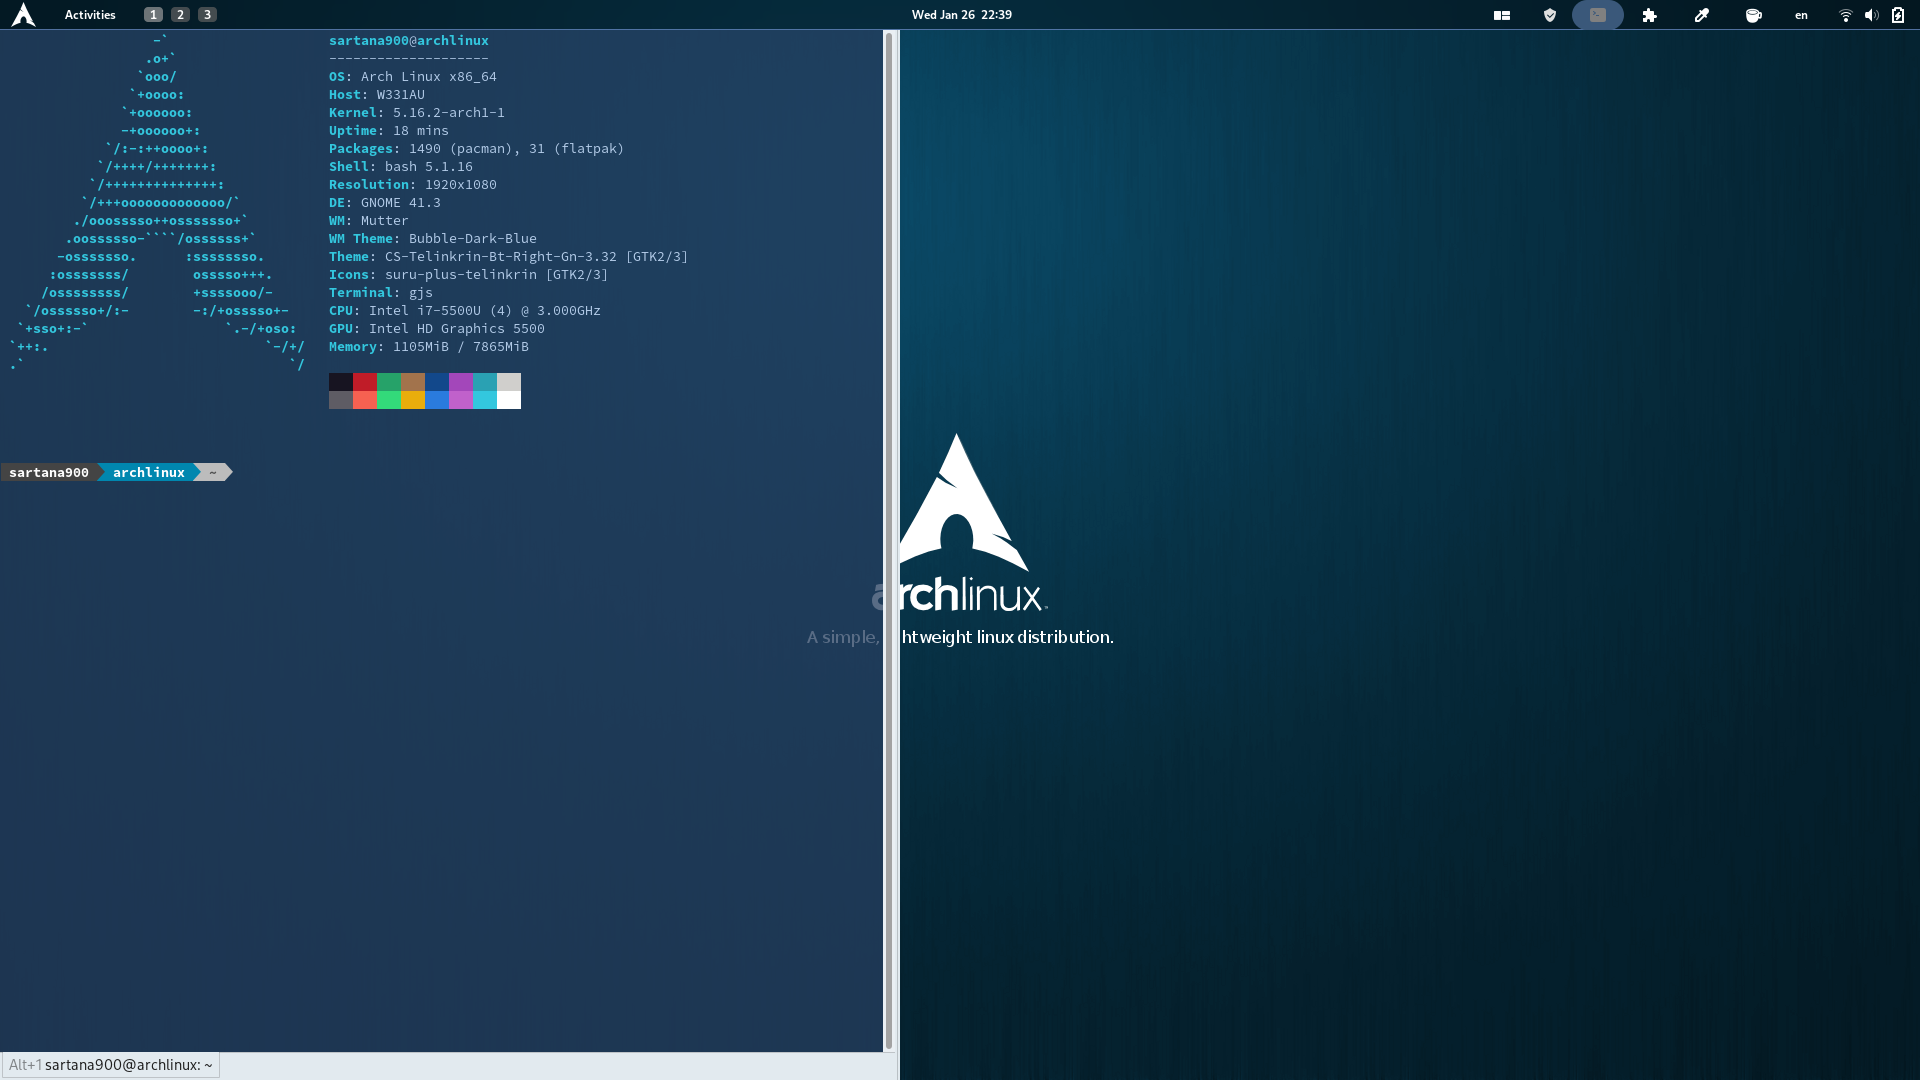 Activities 1 2 3 Wed Jan 26 22:39 en
-` sartana900@archlinux
.o+` --------------------
`ooo/ OS: Arch Linux x86_64
`+oooo: Host: W331AU
`+oooooo: Kernel: 5.16.2-arch1-1
-+oooooo+: Uptime: 18 mins
`/:-:++oooo+: Packages: 1490 (pacman), 31 (flatpak)
`/++++/+++++++: Shell: bash 5.1.16
`/++++++++++++++: Resolution: 1920x1080
`/+++ooooooooooooo/` DE: GNOME 41.3
./ooosssso++osssssso+` WM: Mutter
.oossssso-````/ossssss+` WM Theme: Bubble-Dark-Blue
-osssssso. :ssssssso. Theme: CS-Telinkrin-Bt-Right-Gn-3.32 [GTK2/3]
:osssssss/ osssso+++. Icons: suru-plus-telinkrin [GTK2/3]
/ossssssss/ +ssssooo/- Terminal: gjs
`/ossssso+/:- -:/+osssso+- CPU: Intel i7-5500U (4) @ 3.000GHz
`+sso+:-` `.-/+oso: GPU: Intel HD Graphics 5500
`++:. `-/+/ Memory: 1105MiB / 7865MiB
.` `/
sartana900 archlinux ~
archlinux
A simple, htweight linux distribution.
Alt+1 sartana900@archlinux: ~